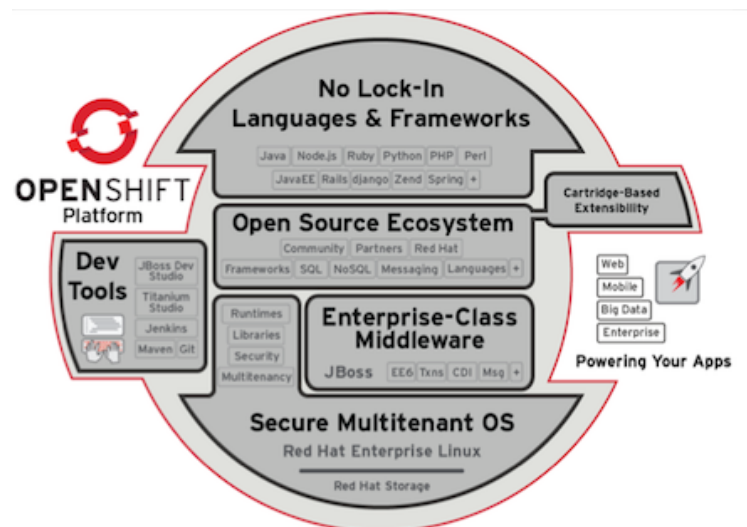 No Lock-In
Languages & Frameworks
Java Node.js Ruby Python PHP Perl
JavaEE Rails django Zend Spring +
OPENSHIFT
Platform
Cartridge-Based
Extensibility
Open Source Ecosystem
Community Partners Red Hat
Frameworks SQL NoSQL Messaging Languages +
Dev
Tools
JBoss Dev
Studio
Titanium
Studio
Jenkins
Maven Git
Runtimes
Libraries
Security
Multitenancy
Enterprise-Class
Middleware
JBoss EE6 Txns CDI Msg +
Web
Mobile
Big Data
Enterprise
Powering Your Apps
Secure Multitenant OS
Red Hat Enterprise Linux
Red Hat Storage